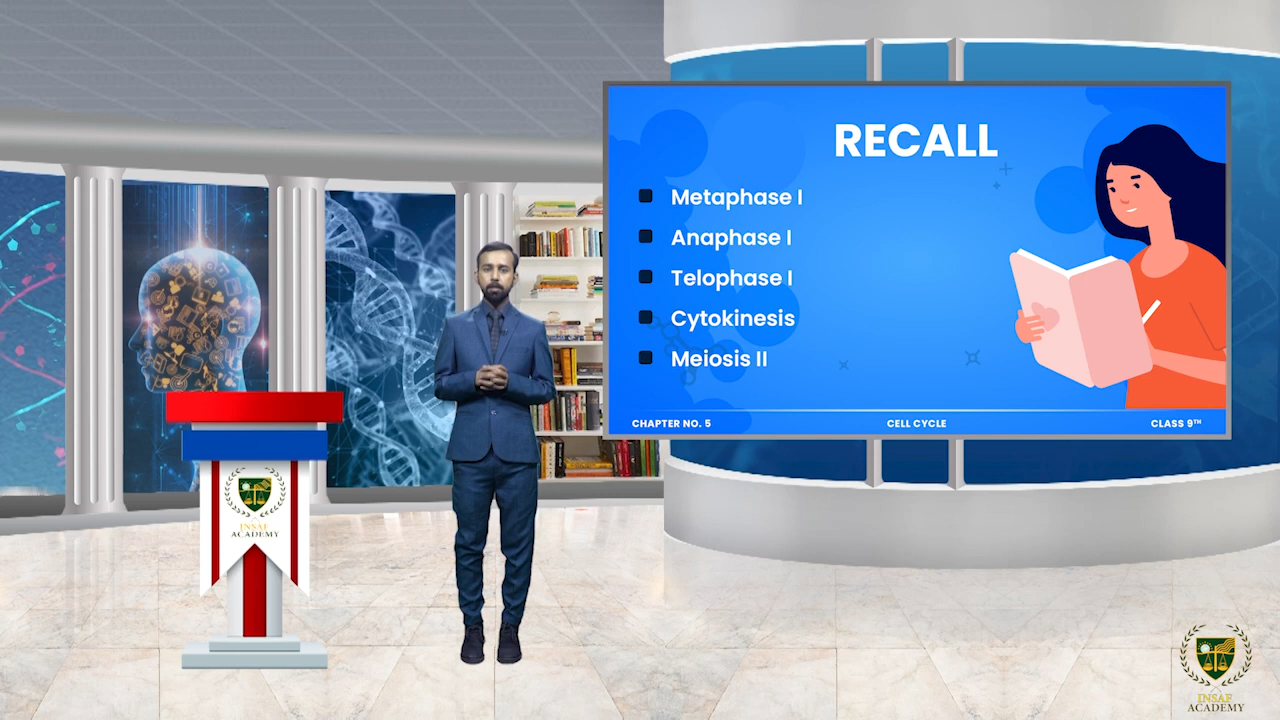 RECALL
Metaphase I
Anaphase I
Telophase I
Cytokinesis
Meiosis II
CHAPTER NO. 5 CELL CYCLE CLASS 9TH
INSAF
ACADEMY
INSAF
ACADEMY